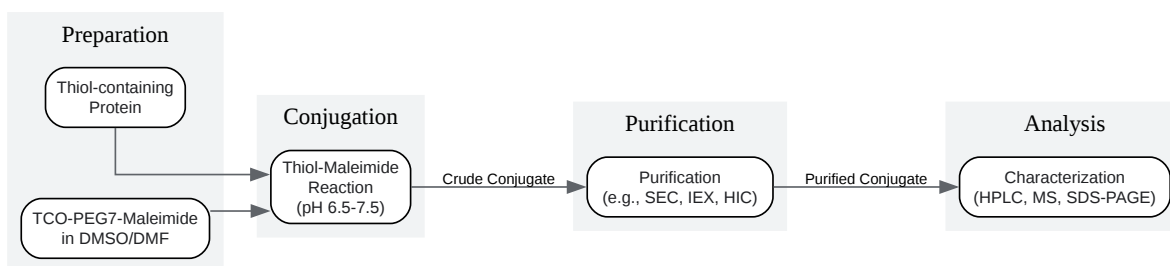 Preparation
Thiol-containing
Protein
TCO-PEG7-Maleimide
in DMSO/DMF
Conjugation
Thiol-Maleimide
Reaction
(pH 6.5-7.5)
Crude Conjugate
Purification
Purification
(e.g., SEC, IEX, HIC)
Purified Conjugate
Analysis
Characterization
(HPLC, MS, SDS-PAGE)